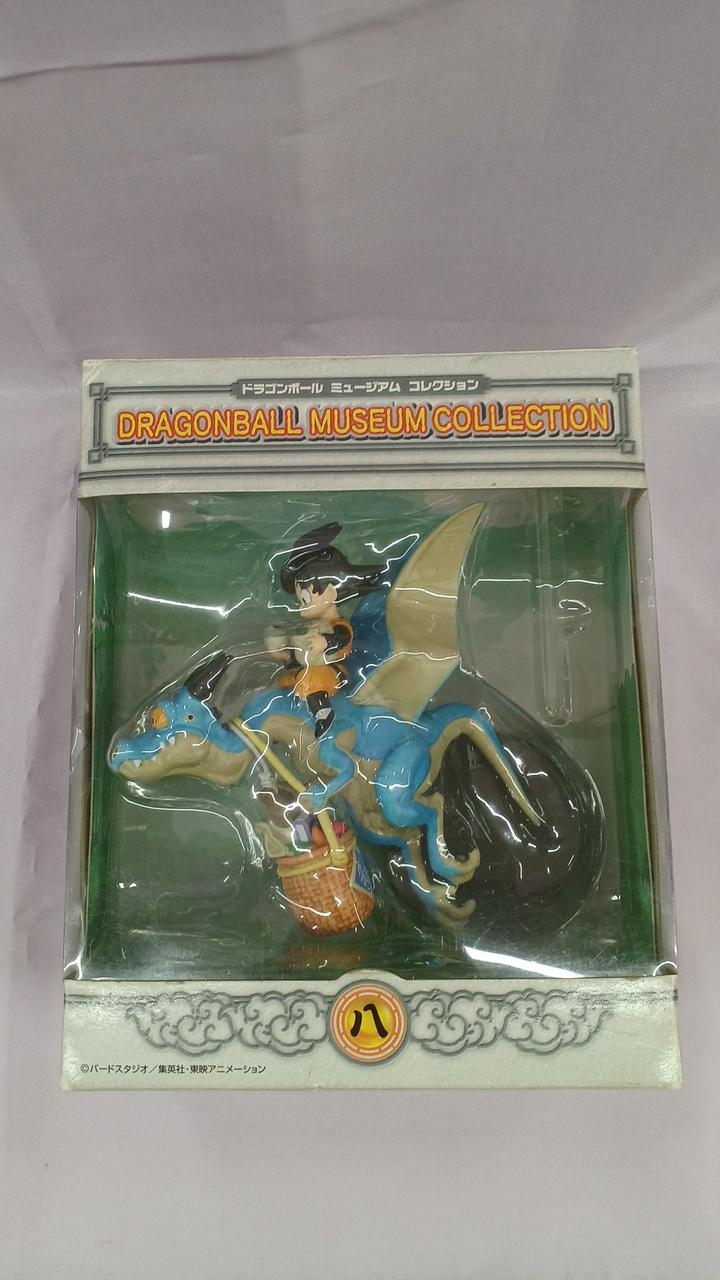 ドラゴンボール ミュージアム コレクション
DRAGONBALL MUSEUM COLLECTION
八
©バードスタジオ／集英社・東映アニメーション